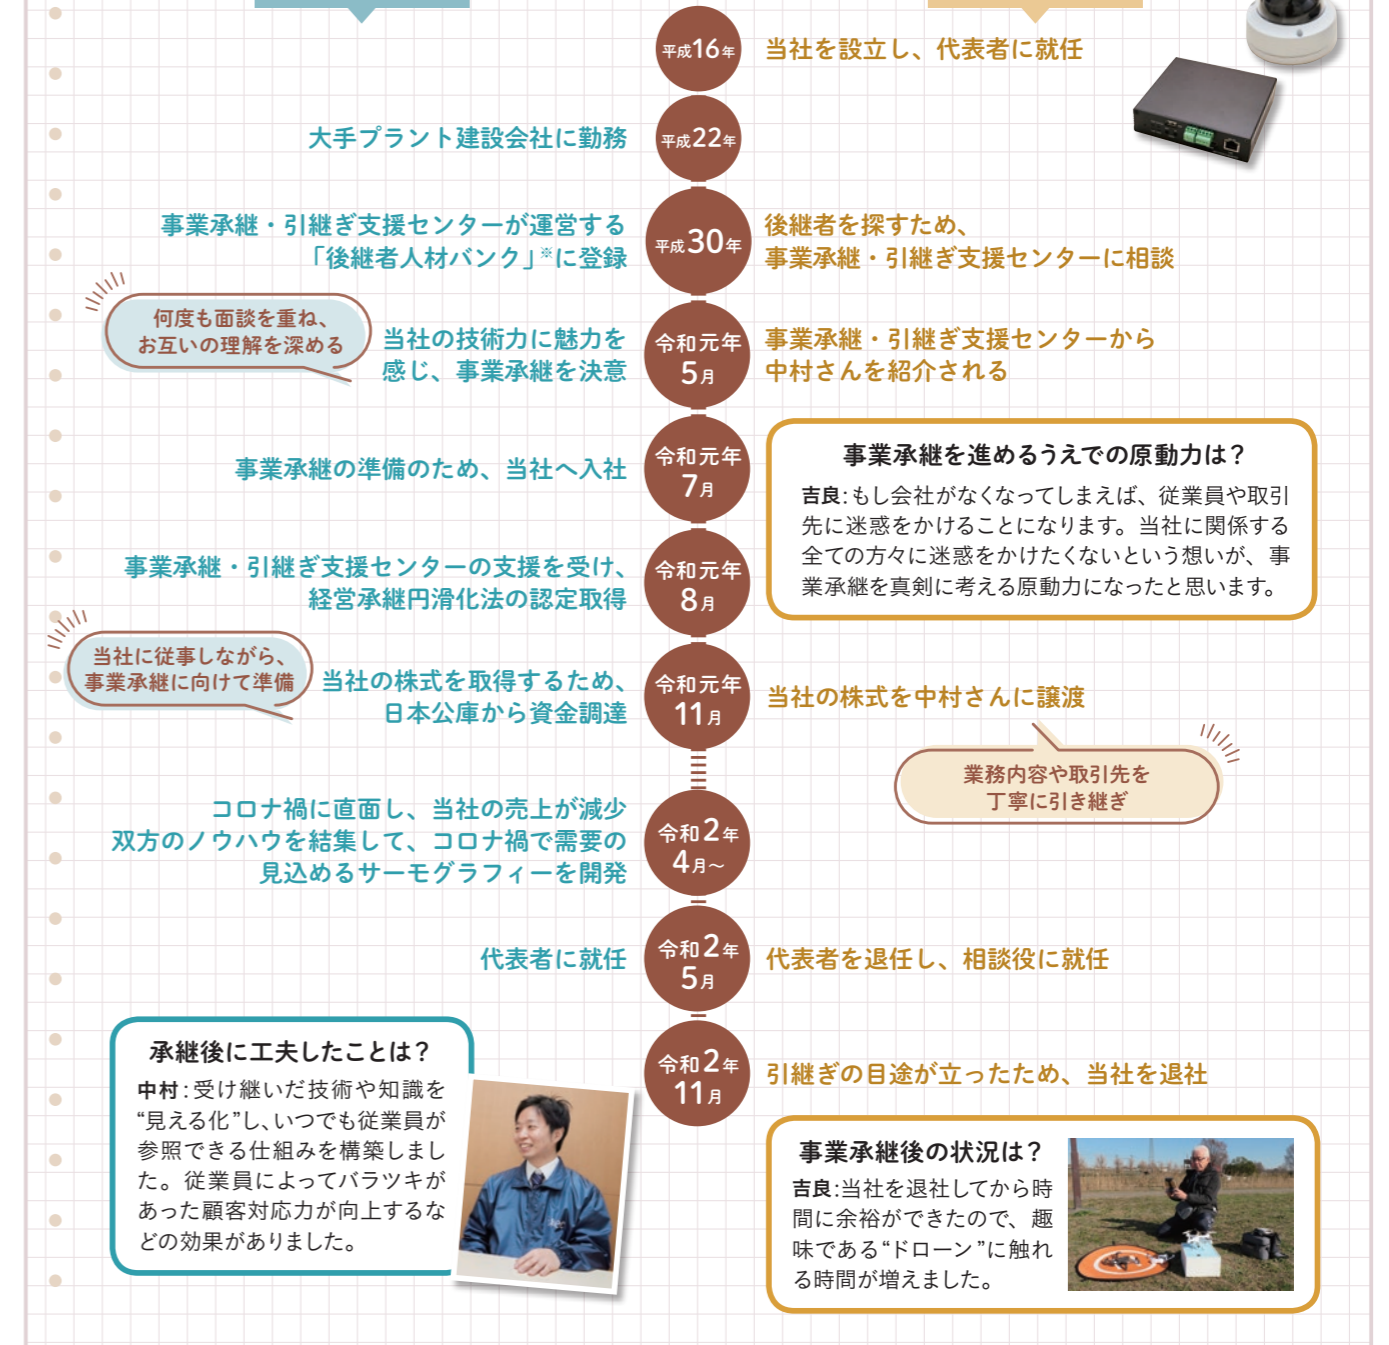 平成16年
当社を設立し、代表者に就任
大手プラント建設会社に勤務
平成22年
事業承継・引継ぎ支援センターが運営する
「後継者人材バンク」※に登録
平成30年
後継者を探すため、
事業承継・引継ぎ支援センターに相談
何度も面談を重ね、
お互いの理解を深める
当社の技術力に魅力を
感じ、事業承継を決意
令和元年
5月
事業承継・引継ぎ支援センターから
中村さんを紹介される
事業承継の準備のため、当社へ入社
令和元年
7月
事業承継を進めるうえでの原動力は？
吉良：もし会社がなくなってしまえば、従業員や取引
先に迷惑をかけることになります。当社に関係する
全ての方々に迷惑をかけたくないという想いが、事
業承継を真剣に考える原動力になったと思います。
事業承継・引継ぎ支援センターの支援を受け、
経営承継円滑化法の認定取得
令和元年
8月
当社に従事しながら、
事業承継に向けて準備
当社の株式を取得するため、
日本公庫から資金調達
令和元年
11月
当社の株式を中村さんに譲渡
業務内容や取引先を
丁寧に引き継ぎ
コロナ禍に直面し、当社の売上が減少
双方のノウハウを結集して、コロナ禍で需要の
見込めるサーモグラフィーを開発
令和2年
4月〜
代表者に就任
令和2年
5月
代表者を退任し、相談役に就任
令和2年
11月
引継ぎの目途が立ったため、当社を退社
承継後に工夫したことは？
中村：受け継いだ技術や知識を
“見える化”し、いつでも従業員が
参照できる仕組みを構築しまし
た。従業員によってバラツキが
あった顧客対応力が向上するな
どの効果がありました。
事業承継後の状況は？
吉良：当社を退社してから時
間に余裕ができたので、趣
味である“ドローン”に触れ
る時間が増えました。